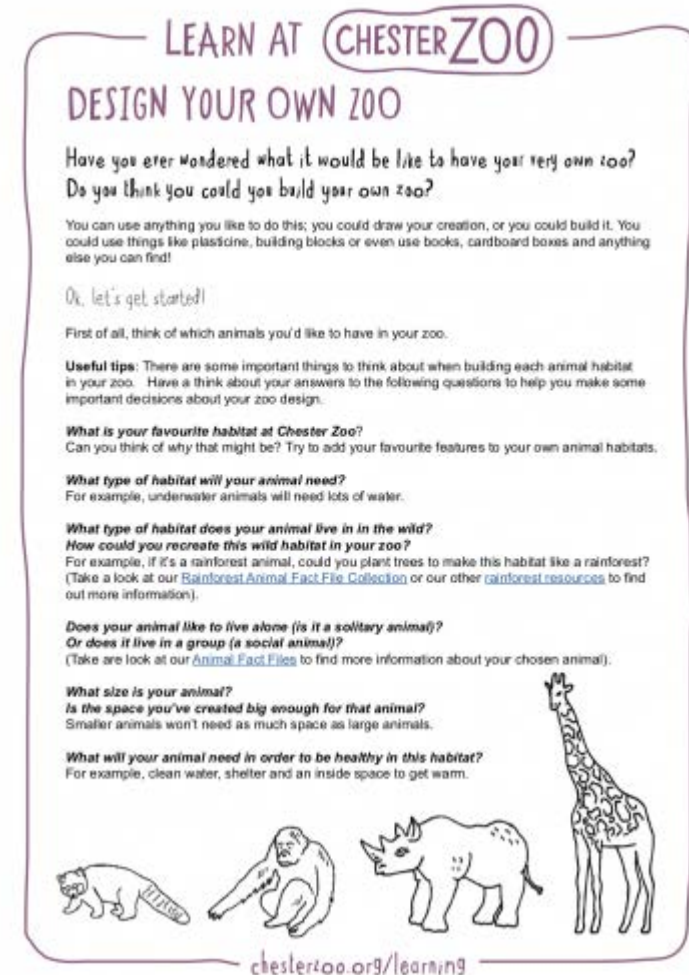 LEARN AT CHESTER ZOO
DESIGN YOUR OWN ZOO
Have you ever wondered what it would be like to have your very own zoo?
Do you think you could you build your own zoo?
You can use anything you like to do this; you could draw your creation, or you could build it. You
could use things like plasticine, building blocks or even use books, cardboard boxes and anything
else you can find!
Ok, let's get started!
First of all, think of which animals you'd like to have in your zoo.
Useful tips: There are some important things to think about when building each animal habitat
in your zoo. Have a think about your answers to the following questions to help you make some
important decisions about your zoo design.
What is your favourite habitat at Chester Zoo?
Can you think of why that might be? Try to add your favourite features to your own animal habitats.
What type of habitat will your animal need?
For example, underwater animals will need lots of water.
What type of habitat does your animal live in in the wild?
How could you recreate this wild habitat in your zoo?
For example, if it's a rainforest animal, could you plant trees to make this habitat like a rainforest?
(Take a look at our Rainforest Animal Fact File Collection or our other rainforest resources to find
out more information).
Does your animal like to live alone (is it a solitary animal)?
Or does it live in a group (a social animal)?
(Take are look at our Animal Fact Files to find more information about your chosen animal).
What size is your animal?
Is the space you've created big enough for that animal?
Smaller animals won't need as much space as large animals.
What will your animal need in order to be healthy in this habitat?
For example, clean water, shelter and an inside space to get warm.
chesterzoo.org/learning